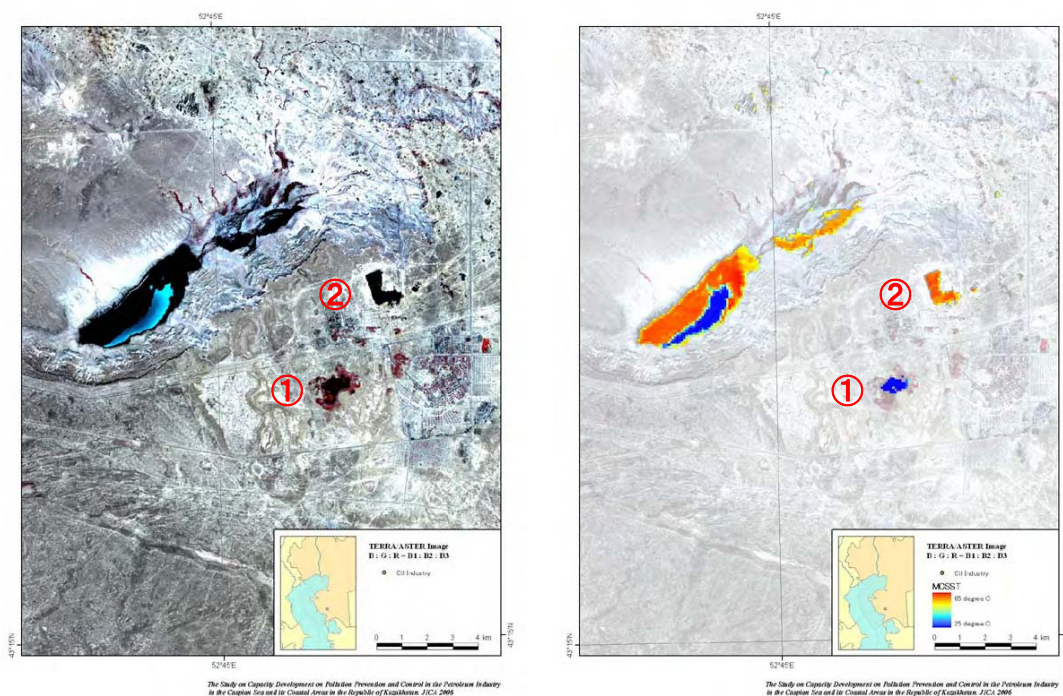 52°45'E
②
①
TERRA/ASTER Image
B : G : R = B1 : B2 : B3
Oil Industry
0 1 2 3 4 km
43°15'N
43°15'N
52°45'E
The Study on Capacity Development on Pollution Prevention and Control in the Petroleum Industry
in the Caspian Sea and its Coastal Areas in the Republic of Kazakhstan. JICA 2006
52°45'E
②
①
TERRA/ASTER Image
B : G : R = B1 : B2 : B3
Oil Industry
MCSST
65 degree C
25 degree C
0 1 2 3 4 km
43°15'N
52°45'E
The Study on Capacity Development on Pollution Prevention and Control in the Petroleum Industry
in the Caspian Sea and its Coastal Areas in the Republic of Kazakhstan. JICA 2006